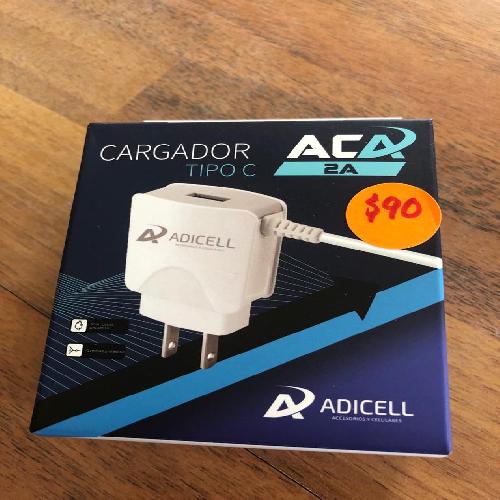 CARGADOR
TIPO C
ACA
2A
$90
ADICELL
ADICELL
ACCESORIOS Y CELULARES